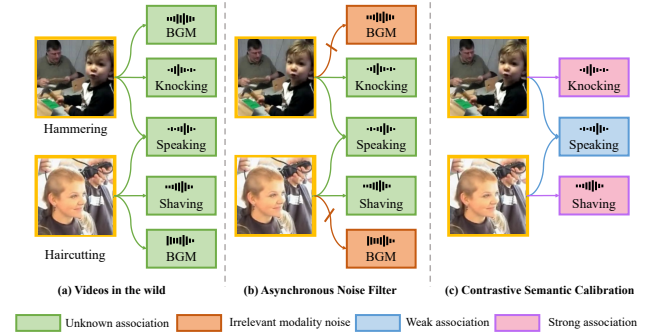 BGM
Knocking
Hammering
Speaking
Shaving
Haircutting
BGM
(a) Videos in the wild
BGM
Knocking
Speaking
Shaving
BGM
(b) Asynchronous Noise Filter
Knocking
Speaking
Shaving
(c) Contrastive Semantic Calibration
Unknown association
Irrelevant modality noise
Weak association
Strong association